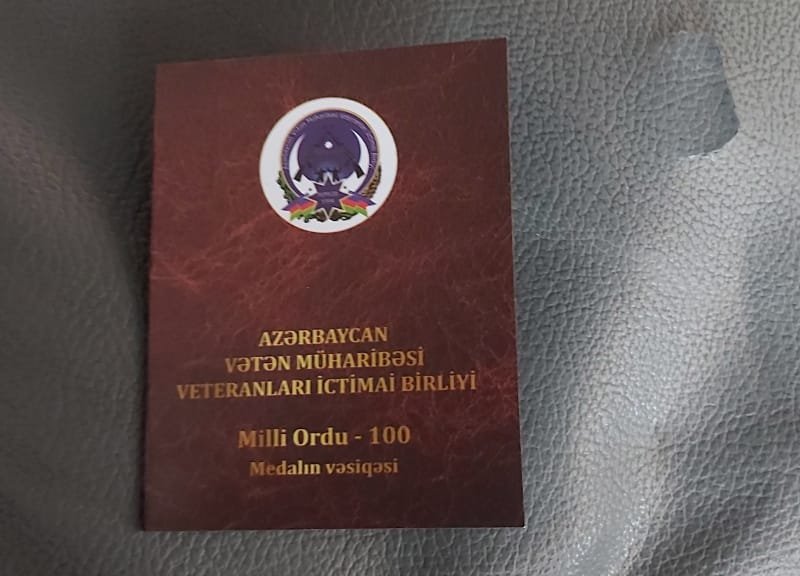 AZƏRBAYCAN
VƏTƏN MÜHARİBƏSİ
VETERANLARI İCTİMAİ BİRLİYİ
Milli Ordu - 100
Medalın vəsiqəsi